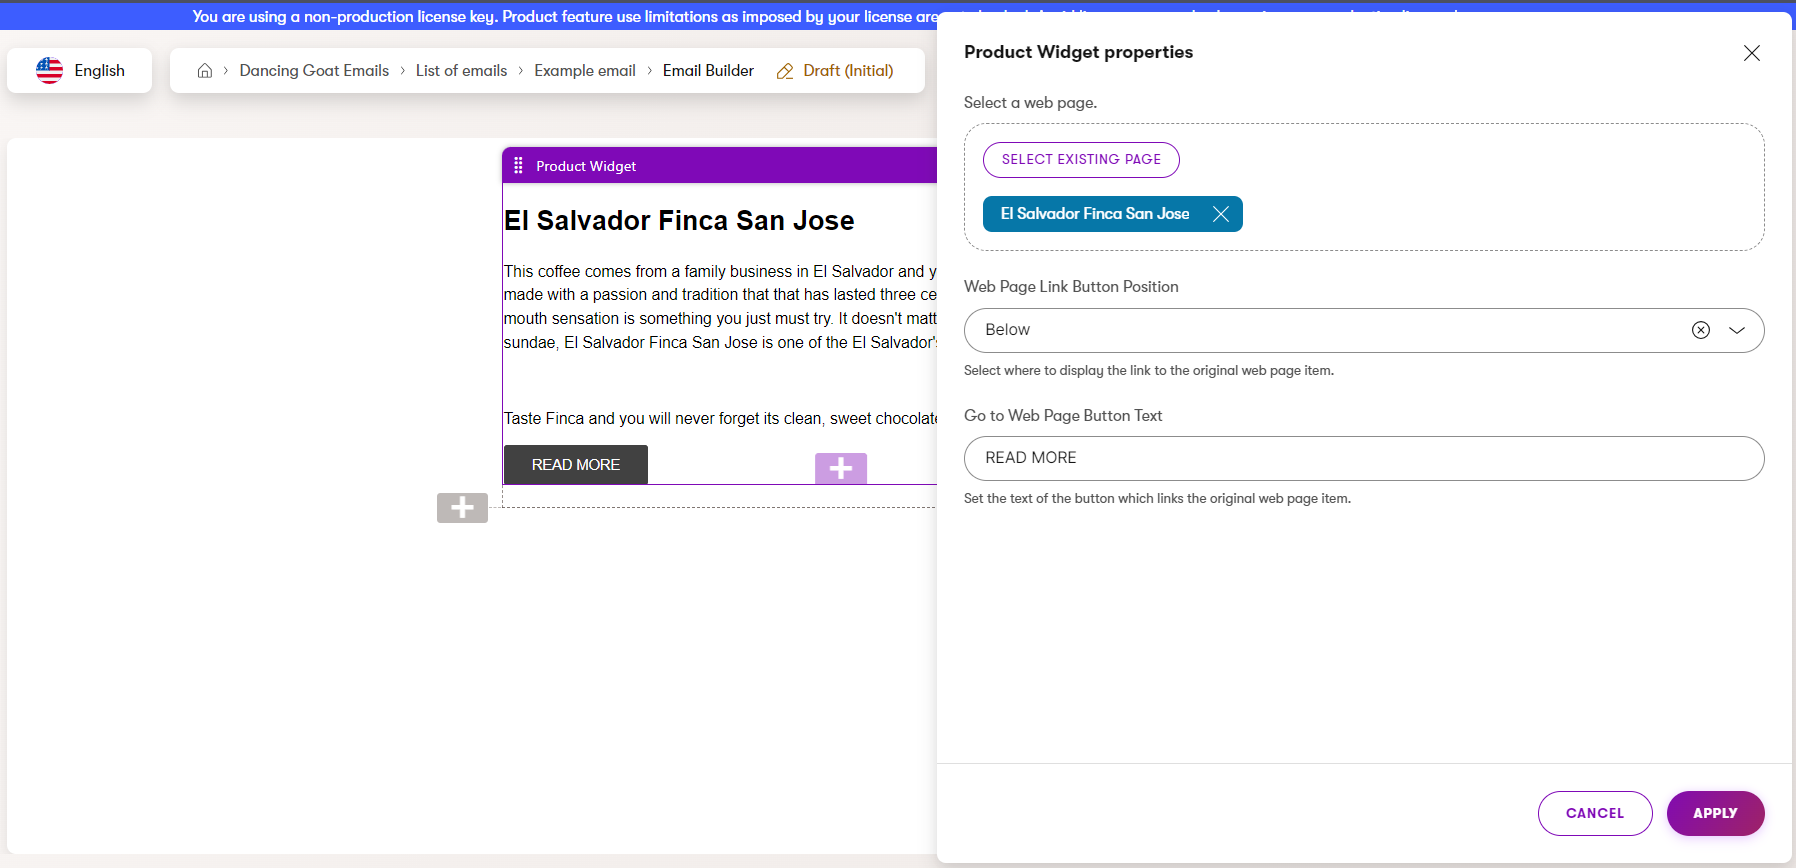 You are using a non-production license key. Product feature use limitations as imposed by your license are
English
Dancing Goat Emails
List of emails
Example email
Email Builder
Draft (Initial)
Product Widget
El Salvador Finca San Jose
This coffee comes from a family business in El Salvador and y
made with a passion and tradition that that has lasted three ce
mouth sensation is something you just must try. It doesn't matt
sundae, El Salvador Finca San Jose is one of the El Salvador's
Taste Finca and you will never forget its clean, sweet chocolate
READ MORE
Product Widget properties
Select a web page.
SELECT EXISTING PAGE
El Salvador Finca San Jose
Web Page Link Button Position
Below
Select where to display the link to the original web page item.
Go to Web Page Button Text
READ MORE
Set the text of the button which links the original web page item.
CANCEL
APPLY